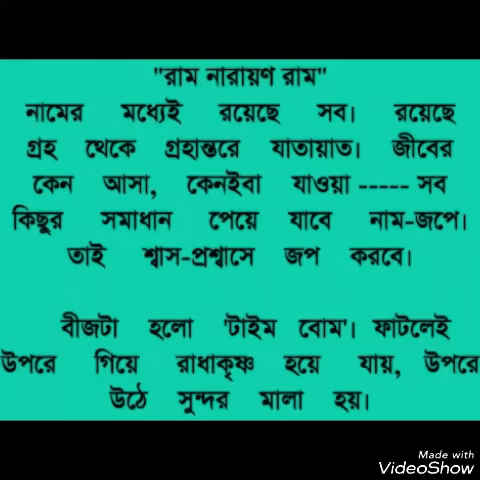 "রাম নারায়ণ রাম"
নামের মধ্যেই রয়েছে সব। রয়েছে
গ্রহ থেকে গ্রহান্তরে যাতায়াত। জীবের
কেন আসা, কেনইবা যাওয়া ----- সব
কিছুর সমাধান পেয়ে যাবে নাম-জপে।
তাই শ্বাস-প্রশ্বাসে জপ করবে।
বীজটা হলো 'টাইম বোম'। ফাটলেই
উপরে গিয়ে রাধাকৃষ্ণ হয়ে যায়, উপরে
উঠে সুন্দর মালা হয়।
Made with
VideoShow